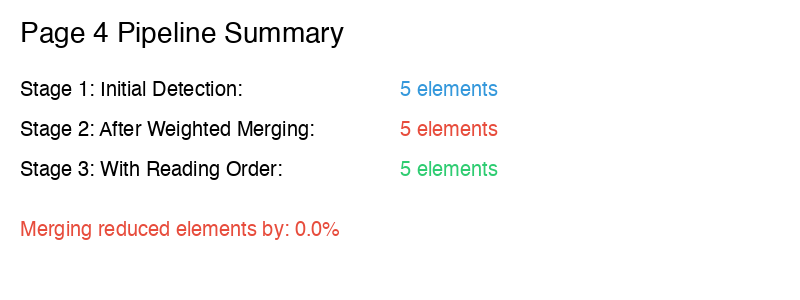 Page 4 Pipeline Summary
Stage 1: Initial Detection: 5 elements
Stage 2: After Weighted Merging: 5 elements
Stage 3: With Reading Order: 5 elements
Merging reduced elements by: 0.0%